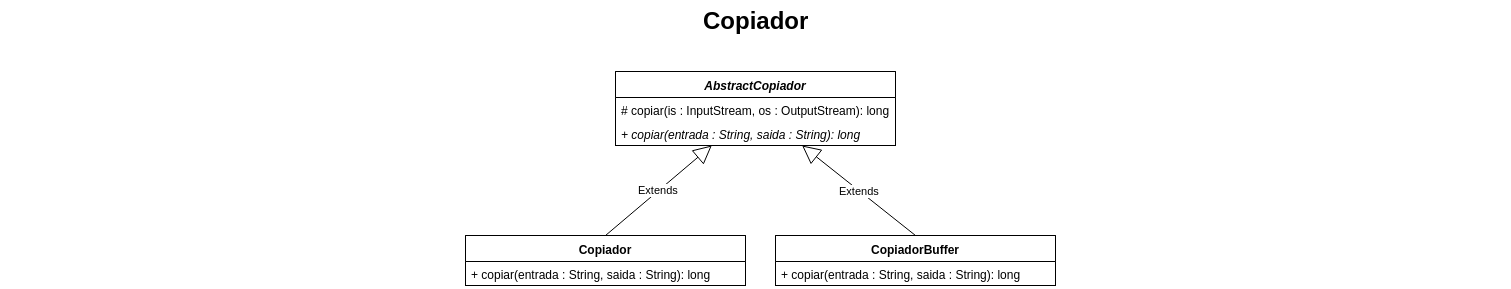 Copiador
AbstractCopiador
# copiar(is : InputStream, os : OutputStream): long
+ copiar(entrada : String, saida : String): long
Extends
Extends
Copiador
+ copiar(entrada : String, saida : String): long
CopiadorBuffer
+ copiar(entrada : String, saida : String): long